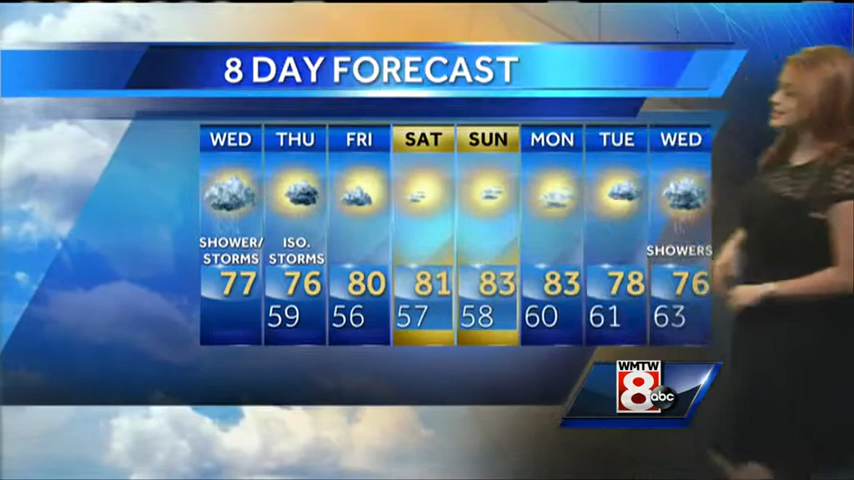 8 DAY FORECAST
WED THU FRI SAT SUN MON TUE WED
SHOWER/ STORMS
ISO. STORMS
SHOWERS
77 76 80 81 83 83 78 76
59 56 57 58 60 61 63
WMTW
8 abc